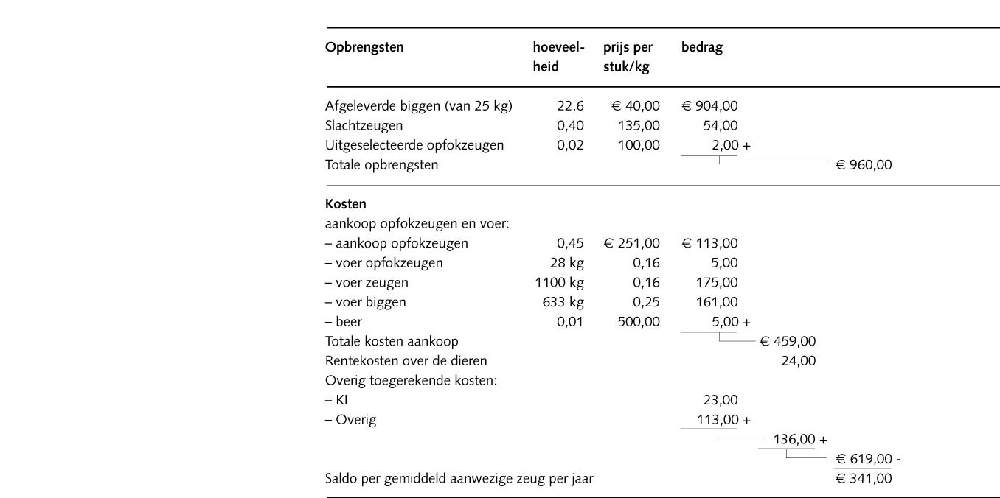 Opbrengsten hoeveel- prijs per bedrag
heid stuk/kg
Afgeleverde biggen (van 25 kg) 22,6 € 40,00 € 904,00
Slachtzeugen 0,40 135,00 54,00
Uitgeselecteerde opfokzeugen 0,02 100,00 2,00 +
Totale opbrengsten € 960,00
Kosten
aankoop opfokzeugen en voer:
– aankoop opfokzeugen 0,45 € 251,00 € 113,00
– voer opfokzeugen 28 kg 0,16 5,00
– voer zeugen 1100 kg 0,16 175,00
– voer biggen 633 kg 0,25 161,00
– beer 0,01 500,00 5,00 +
Totale kosten aankoop € 459,00
Rentekosten over de dieren 24,00
Overig toegerekende kosten:
– KI 23,00
– Overig 113,00 +
136,00 +
€ 619,00 -
Saldo per gemiddeld aanwezige zeug per jaar € 341,00